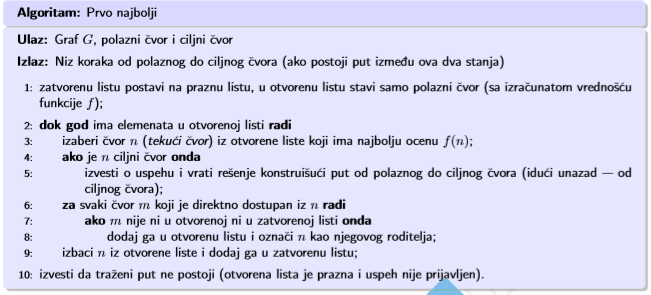 Algoritam: Prvo najbolji
Ulaz: Graf G, polazni čvor i ciljni čvor
Izlaz: Niz koraka od polaznog do ciljnog čvora (ako postoji put između ova dva stanja)
1: zatvorenu listu postavi na praznu listu, u otvorenu listu stavi samo polazni čvor (sa izračunatom vrednošću
funkcije f);
2: dok god ima elemenata u otvorenoj listi radi
3: izaberi čvor n (tekući čvor) iz otvorene liste koji ima najbolju ocenu f(n);
4: ako je n ciljni čvor onda
5: izvesti o uspehu i vrati rešenje konstruišući put od polaznog do ciljnog čvora (idući unazad — od
ciljnog čvora);
6: za svaki čvor m koji je direktno dostupan iz n radi
7: ako m nije ni u otvorenoj ni u zatvorenoj listi onda
8: dodaj ga u otvorenu listu i označi n kao njegovog roditelja;
9: izbaci n iz otvorene liste i dodaj ga u zatvorenu listu;
10: izvesti da traženi put ne postoji (otvorena lista je prazna i uspeh nije prijavljen).